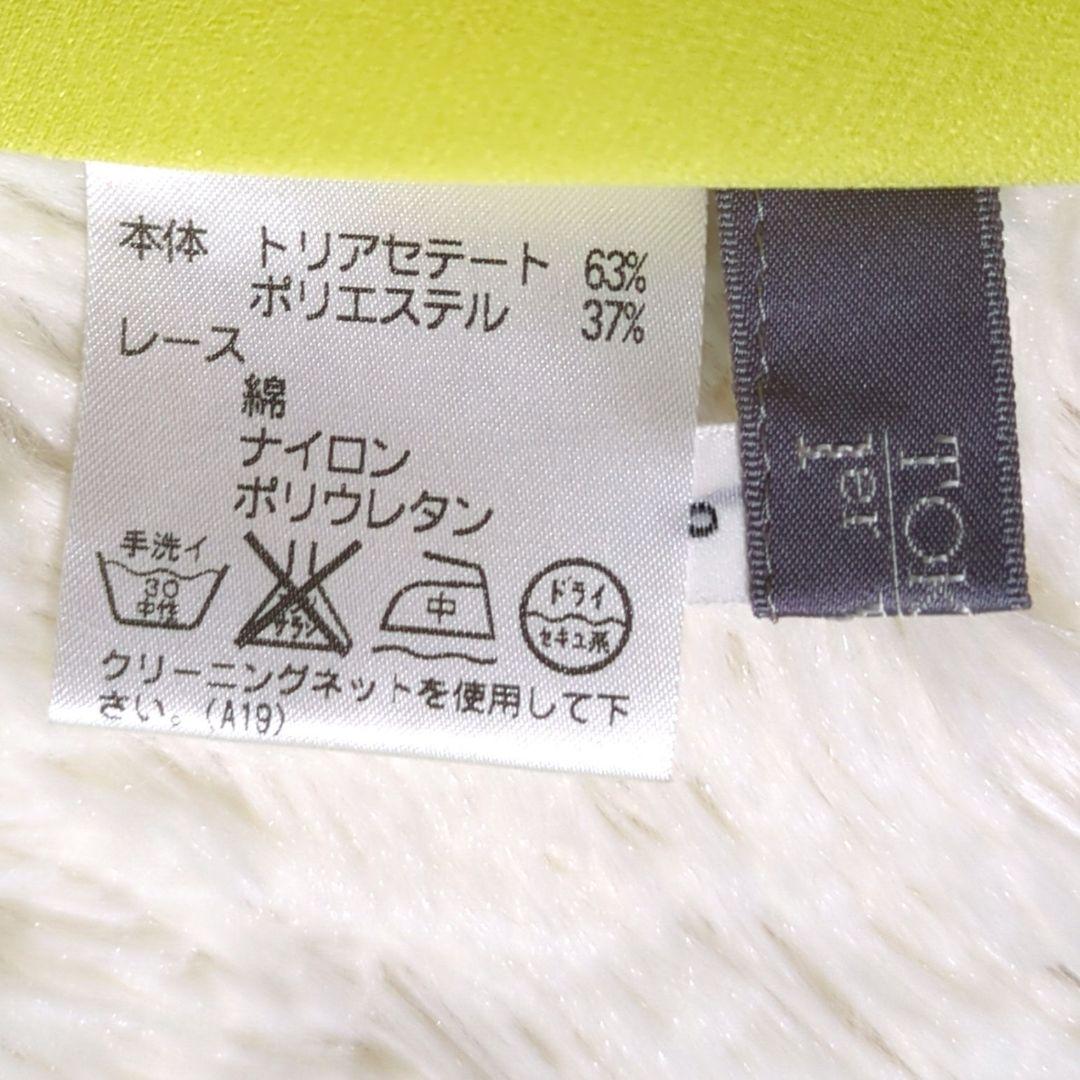 本体 トリアセテート 63%
ポリエステル 37%
レース
綿
ナイロン
ポリウレタン
手洗イ
30
中性
中
ドライ
セキユ系
クリーニングネットを使用して下
さい。(A19)